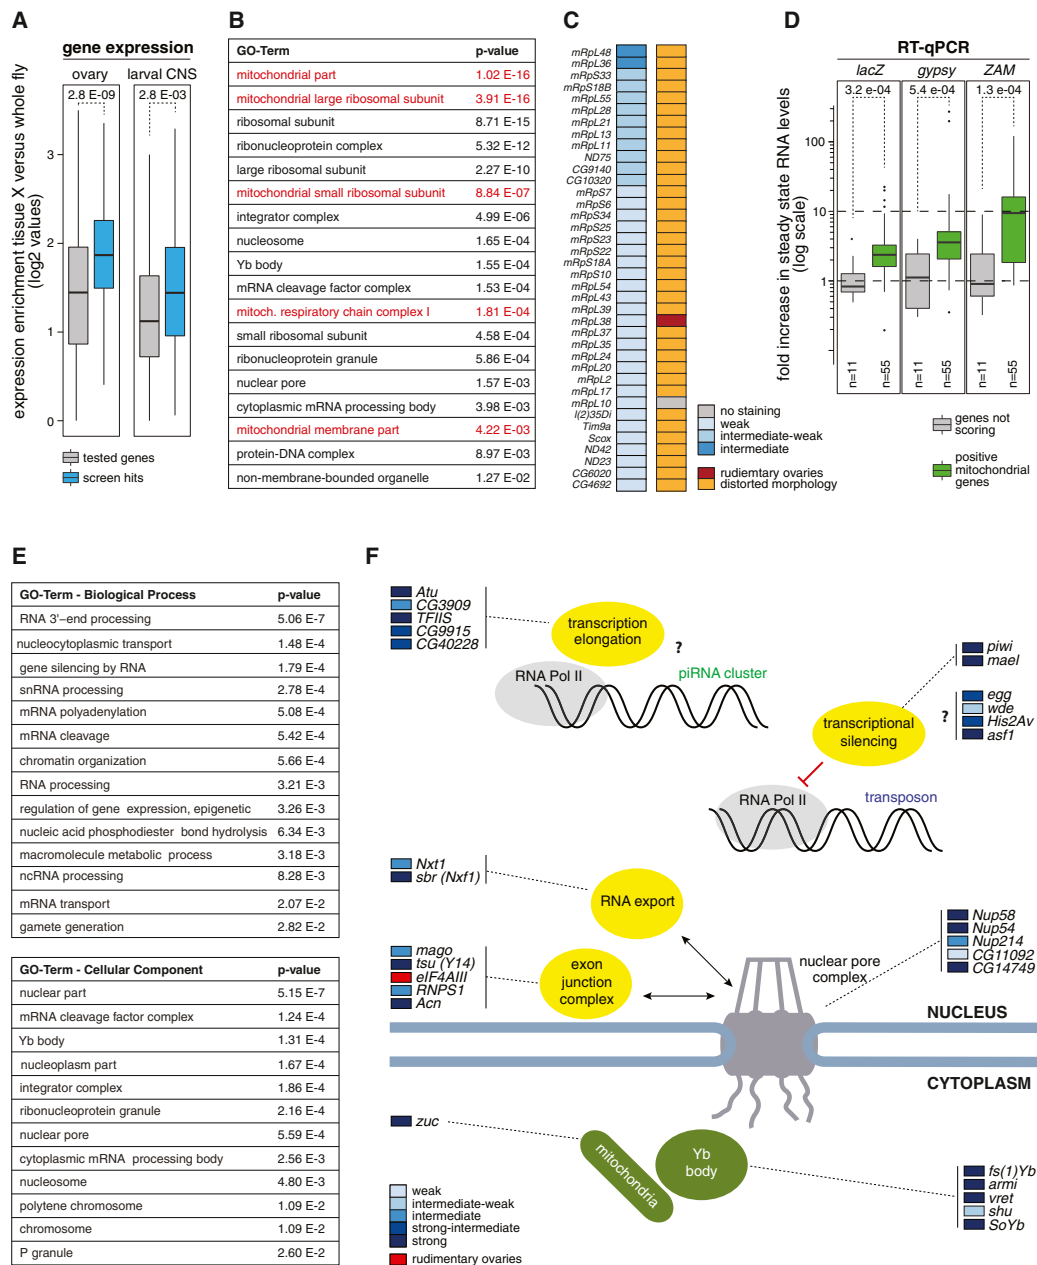 A
gene expression
ovary
larval CNS
2.8 E-09
2.8 E-03
expression enrichment tissue X versus whole fly
(log2 values)
3
2
1
0
tested genes
screen hits
B
GO-Term p-value
mitochondrial part 1.02 E-16
mitochondrial large ribosomal subunit 3.91 E-16
ribosomal subunit 8.71 E-15
ribonucleoprotein complex 5.32 E-12
large ribosomal subunit 2.27 E-10
mitochondrial small ribosomal subunit 8.84 E-07
integrator complex 4.99 E-06
nucleosome 1.65 E-04
Yb body 1.55 E-04
mRNA cleavage factor complex 1.53 E-04
mitoch. respiratory chain complex I 1.81 E-04
small ribosomal subunit 4.58 E-04
ribonucleoprotein granule 5.86 E-04
nuclear pore 1.57 E-03
cytoplasmic mRNA processing body 3.98 E-03
mitochondrial membrane part 4.22 E-03
protein-DNA complex 8.97 E-03
non-membrane-bounded organelle 1.27 E-02
C
mRpL48
mRpL36
mRpS33
mRpS18B
mRpL55
mRpL28
mRpL21
mRpL13
mRpL11
ND75
CG9140
CG10320
mRpS7
mRpS6
mRpS34
mRpS25
mRpS23
mRpS22
mRpS18A
mRpS10
mRpL54
mRpL43
mRpL39
mRpL38
mRpL37
mRpL35
mRpL24
mRpL20
mRpL2
mRpL17
mRpL10
l(2)35Di
Tim9a
Scox
ND42
ND23
CG6020
CG4692
no staining
weak
intermediate-weak
intermediate
rudiemtary ovaries
distorted morphology
D
RT-qPCR
lacZ
gypsy
ZAM
3.2 e-04
5.4 e-04
1.3 e-04
fold increase in steady state RNA levels
(log scale)
100
10
1
n=11
n=55
n=11
n=55
n=11
n=55
genes not
scoring
positive
mitochondrial
genes
E
GO-Term - Biological Process p-value
RNA 3'–end processing 5.06 E-7
nucleocytoplasmic transport 1.48 E-4
gene silencing by RNA 1.79 E-4
snRNA processing 2.78 E-4
mRNA polyadenylation 5.08 E-4
mRNA cleavage 5.42 E-4
chromatin organization 5.66 E-4
RNA processing 3.21 E-3
regulation of gene expression, epigenetic 3.26 E-3
nucleic acid phosphodiester bond hydrolysis 6.34 E-3
macromolecule metabolic process 3.18 E-3
ncRNA processing 8.28 E-3
mRNA transport 2.07 E-2
gamete generation 2.82 E-2
GO-Term - Cellular Component p-value
nuclear part 5.15 E-7
mRNA cleavage factor complex 1.24 E-4
Yb body 1.31 E-4
nucleoplasm part 1.67 E-4
integrator complex 1.86 E-4
ribonucleoprotein granule 2.16 E-4
nuclear pore 5.59 E-4
cytoplasmic mRNA processing body 2.56 E-3
nucleosome 4.80 E-3
polytene chromosome 1.09 E-2
chromosome 1.09 E-2
P granule 2.60 E-2
F
Atu
CG3909
TFIIS
CG9915
CG40228
transcription
elongation
?
RNA Pol II
piRNA cluster
piwi
mael
egg
wde
His2Av
asf1
?
transcriptional
silencing
RNA Pol II
transposon
Nxt1
sbr (Nxf1)
RNA export
mago
tsu (Y14)
eIF4AIII
RNPS1
Acn
exon
junction
complex
nuclear pore
complex
Nup58
Nup54
Nup214
CG11092
CG14749
NUCLEUS
CYTOPLASM
zuc
mitochondria
Yb
body
fs(1)Yb
armi
vret
shu
SoYb
weak
intermediate-weak
intermediate
strong-intermediate
strong
rudimentary ovaries